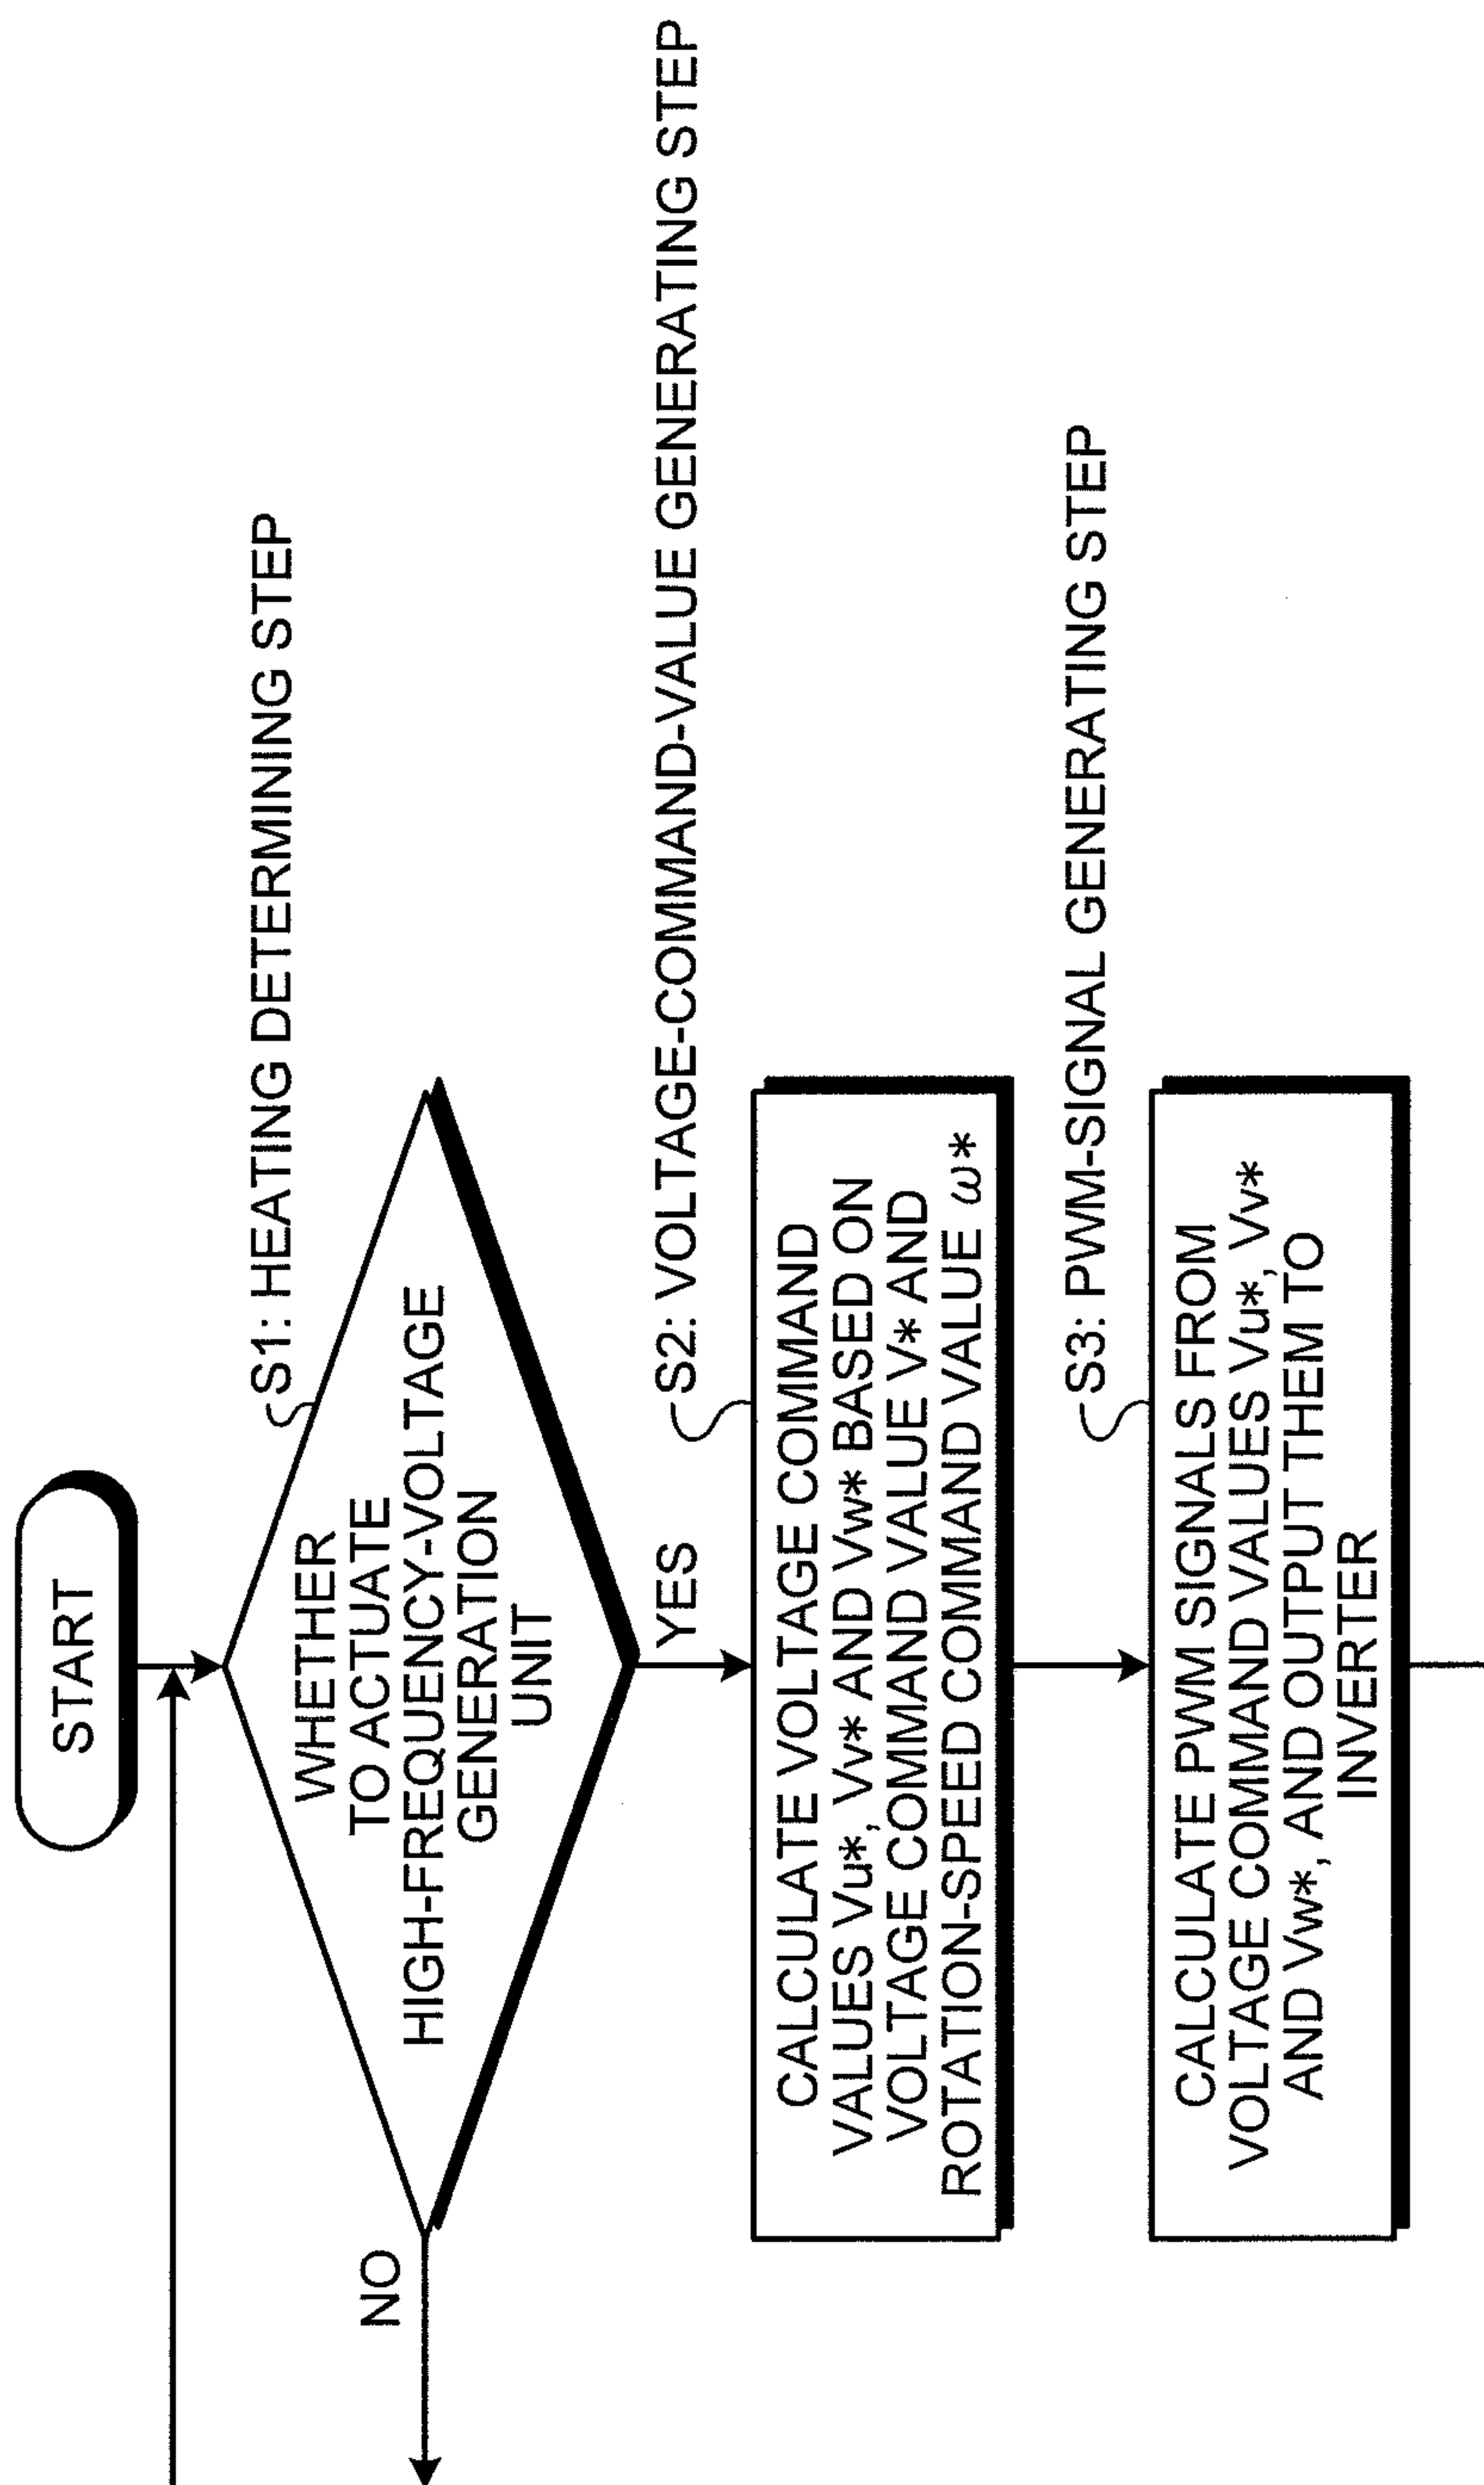 START
S1: HEATING DETERMINING STEP
WHETHER
TO ACTUATE
HIGH-FREQUENCY-VOLTAGE
GENERATION
UNIT
NO
YES
S2: VOLTAGE-COMMAND-VALUE GENERATING STEP
CALCULATE VOLTAGE COMMAND
VALUES Vu*, Vv* AND Vw* BASED ON
VOLTAGE COMMAND VALUE V* AND
ROTATION-SPEED COMMAND VALUE ω*
S3: PWM-SIGNAL GENERATING STEP
CALCULATE PWM SIGNALS FROM
VOLTAGE COMMAND VALUES Vu*, Vv*
AND Vw*, AND OUTPUT THEM TO
INVERTER